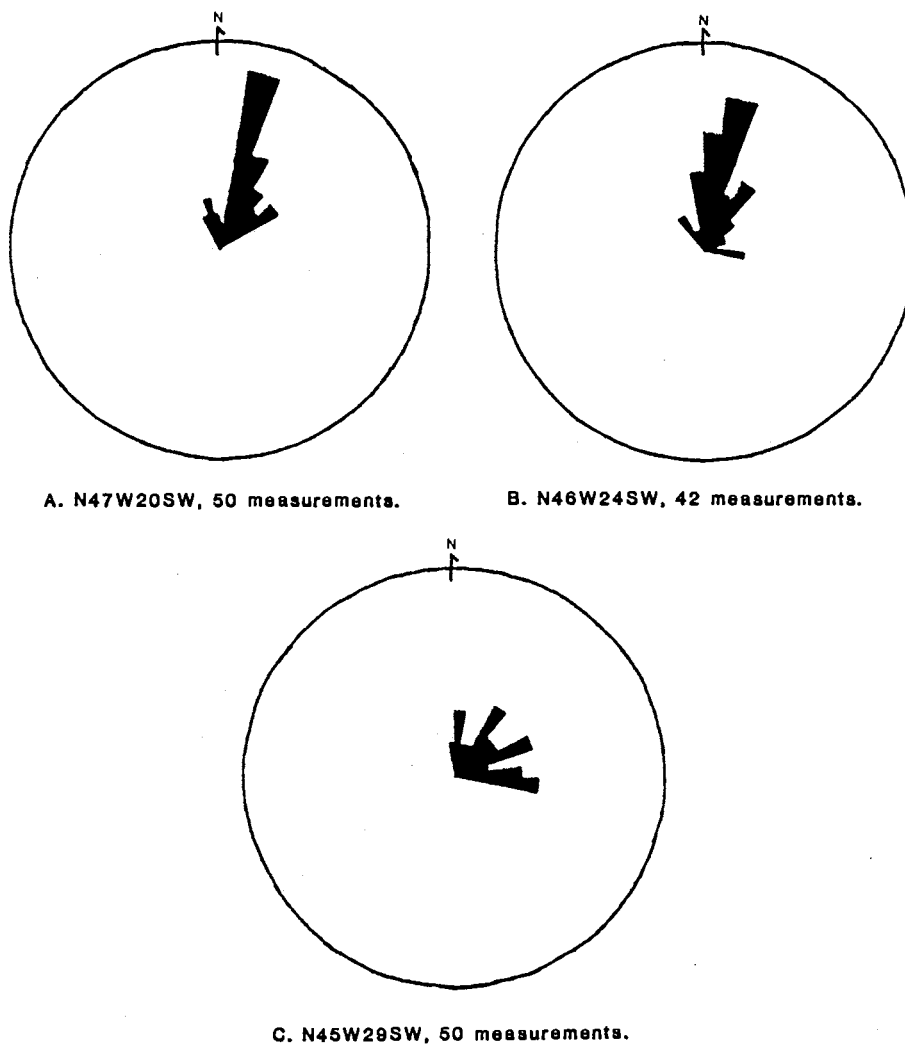 N
N
A. N47W20SW, 50 measurements.
B. N46W24SW, 42 measurements.
N
C. N45W29SW, 50 measurements.